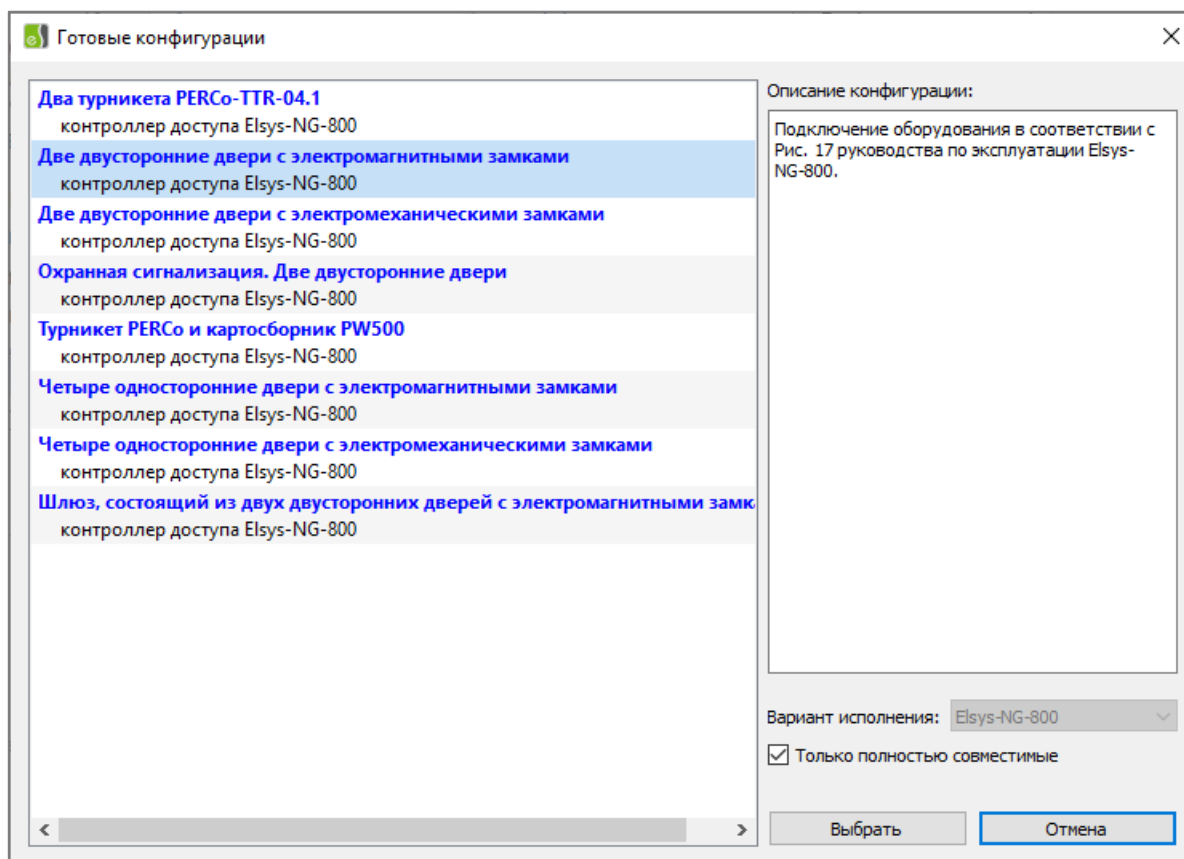 Готовые конфигурации
Два турникета PERCo-TTR-04.1
контроллер доступа Elsys-NG-800
Две двусторонние двери с электромагнитными замками
контроллер доступа Elsys-NG-800
Две двусторонние двери с электромеханическими замками
контроллер доступа Elsys-NG-800
Охранная сигнализация. Две двусторонние двери
контроллер доступа Elsys-NG-800
Турникет PERCo и картосборник PW500
контроллер доступа Elsys-NG-800
Четыре односторонние двери с электромагнитными замками
контроллер доступа Elsys-NG-800
Четыре односторонние двери с электромеханическими замками
контроллер доступа Elsys-NG-800
Шлюз, состоящий из двух двусторонних дверей с электромагнитными замк
контроллер доступа Elsys-NG-800
Описание конфигурации:
Подключение оборудования в соответствии с
Рис. 17 руководства по эксплуатации Elsys-
NG-800.
Вариант исполнения: Elsys-NG-800
Только полностью совместимые
Выбрать
Отмена